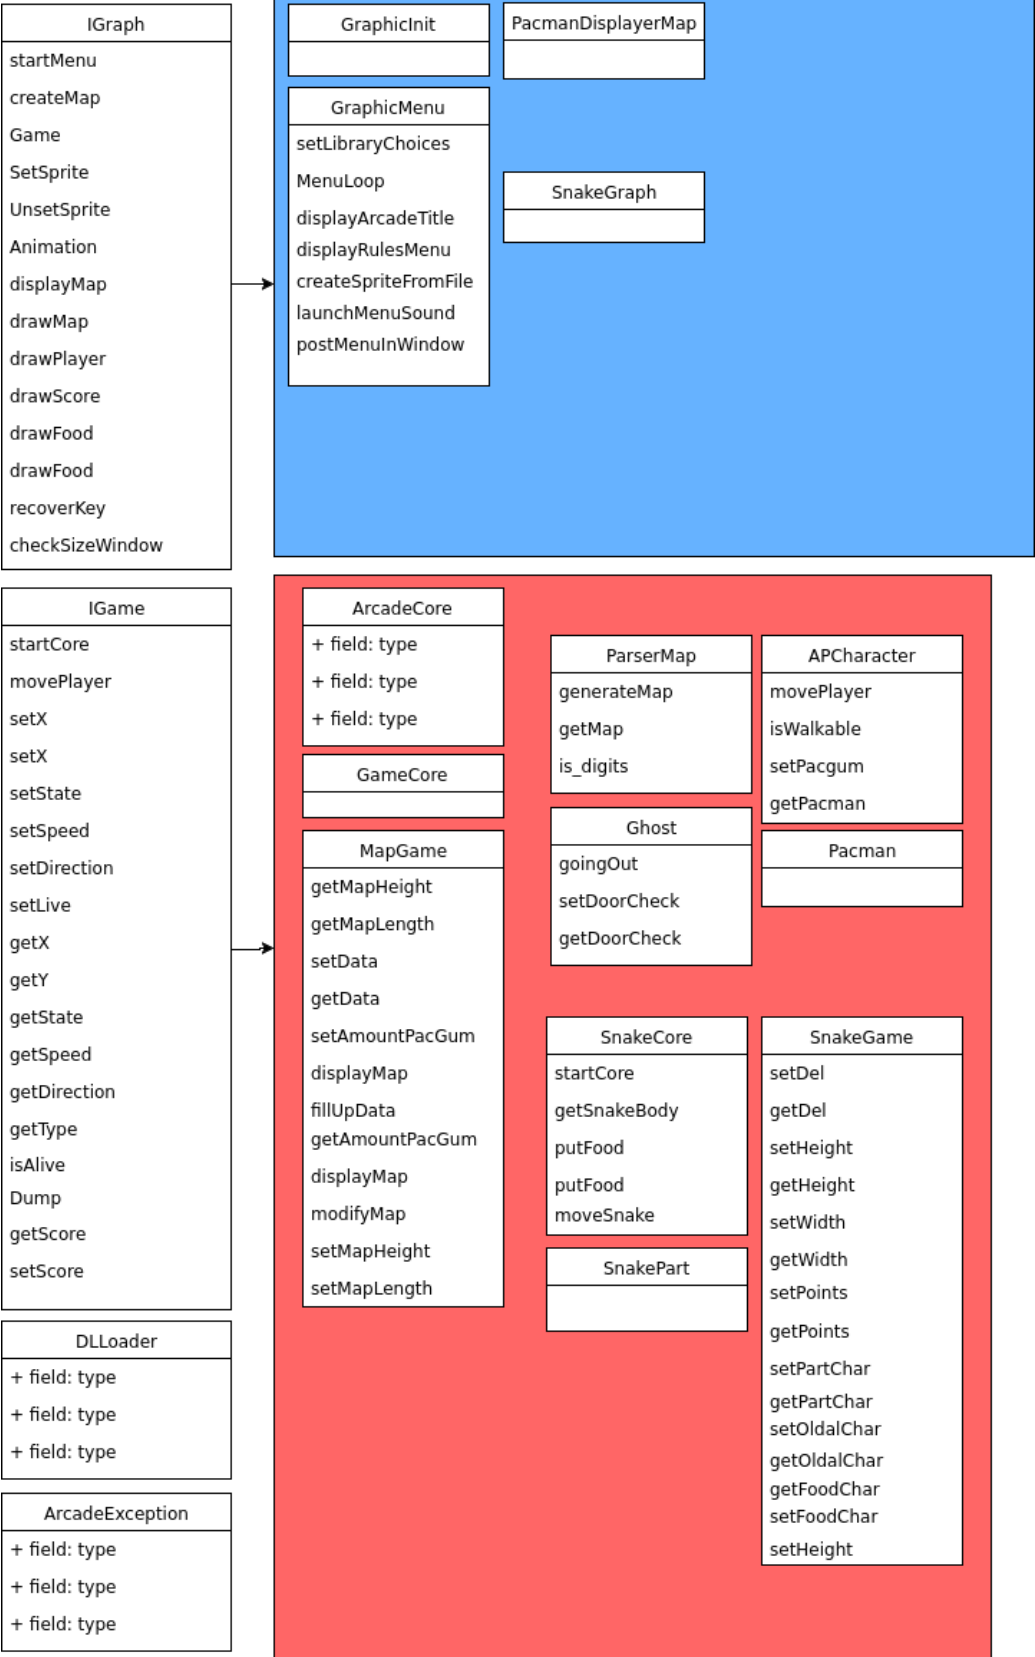 IGraph
startMenu
createMap
Game
SetSprite
UnsetSprite
Animation
displayMap
drawMap
drawPlayer
drawScore
drawFood
drawFood
recoverKey
checkSizeWindow
GraphicInit
PacmanDisplayerMap
GraphicMenu
setLibraryChoices
MenuLoop
displayArcadeTitle
displayRulesMenu
createSpriteFromFile
launchMenuSound
postMenuInWindow
SnakeGraph
IGame
startCore
movePlayer
setX
setX
setState
setSpeed
setDirection
setLive
getX
getY
getState
getSpeed
getDirection
getType
isAlive
Dump
getScore
setScore
DLLoader
+ field: type
+ field: type
+ field: type
ArcadeException
+ field: type
+ field: type
+ field: type
ArcadeCore
+ field: type
+ field: type
+ field: type
GameCore
MapGame
getMapHeight
getMapLength
setData
getData
setAmountPacGum
displayMap
fillUpData
getAmountPacGum
displayMap
modifyMap
setMapHeight
setMapLength
ParserMap
generateMap
getMap
is_digits
APCharacter
movePlayer
isWalkable
setPacgum
getPacman
Ghost
goingOut
setDoorCheck
getDoorCheck
Pacman
SnakeCore
startCore
getSnakeBody
putFood
putFood
moveSnake
SnakePart
SnakeGame
setDel
getDel
setHeight
getHeight
setWidth
getWidth
setPoints
getPoints
setPartChar
getPartChar
setOldalChar
getOldalChar
getFoodChar
setFoodChar
setHeight